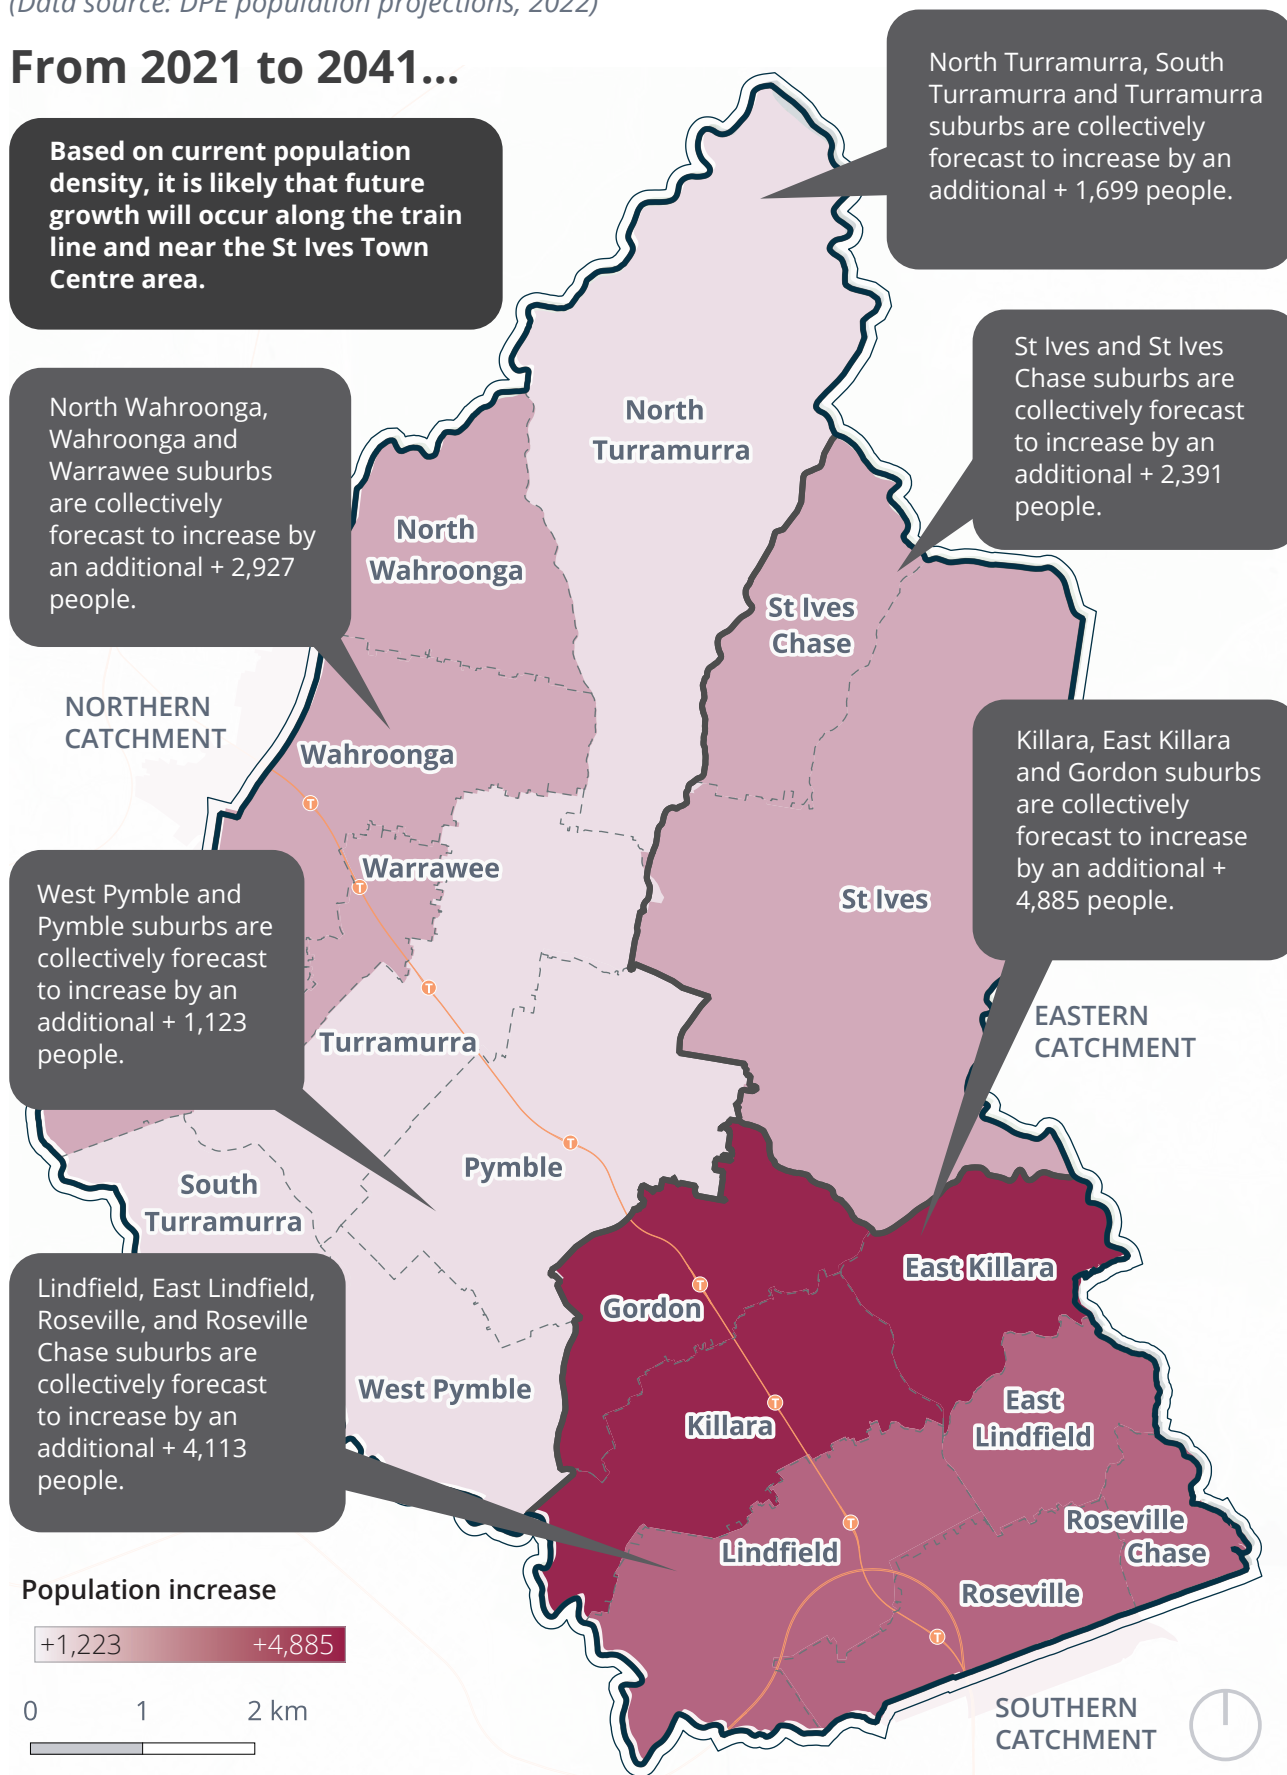 (Data source: DPE population projections, 2022)
From 2021 to 2041...
Based on current population
density, it is likely that future
growth will occur along the train
line and near the St Ives Town
Centre area.
North Turramurra, South
Turramurra and Turramurra
suburbs are collectively
forecast to increase by an
additional + 1,699 people.
St Ives and St Ives
Chase suburbs are
collectively forecast
to increase by an
additional + 2,391
people.
North Wahroonga,
Wahroonga and
Warrawee suburbs
are collectively
forecast to increase by
an additional + 2,927
people.
North
Turramurra
North
Wahroonga
St Ives
Chase
NORTHERN
CATCHMENT
Wahroonga
T
Killara, East Killara
and Gordon suburbs
are collectively
forecast to increase
by an additional +
4,885 people.
Warrawee
T
St Ives
West Pymble and
Pymble suburbs are
collectively forecast
to increase by an
additional + 1,123
people.
T
Turramurra
EASTERN
CATCHMENT
T
Pymble
South
Turramurra
East Killara
Gordon
T
Lindfield, East Lindfield,
Roseville, and Roseville
Chase suburbs are
collectively forecast
to increase by an
additional + 4,113
people.
West Pymble
T
Killara
East
Lindfield
T
Lindfield
Roseville
Chase
Roseville
T
Population increase
+1,223
+4,885
0 1 2 km
SOUTHERN
CATCHMENT